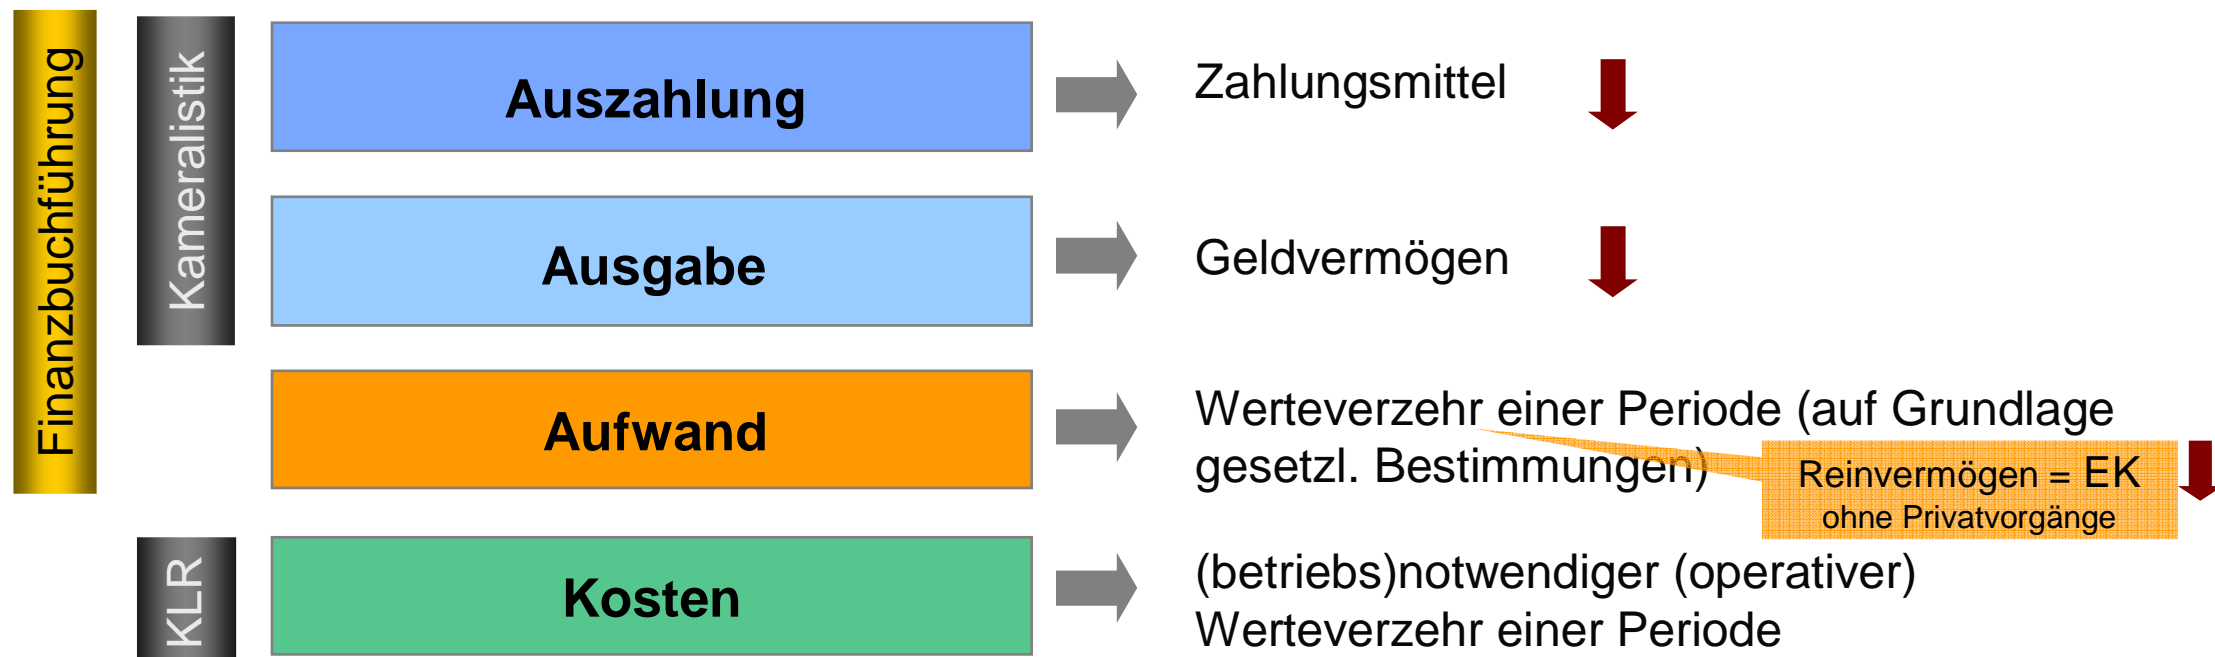 Finanzbuchführung
Kameralistik
Auszahlung
Zahlungsmittel
Ausgabe
Geldvermögen
Aufwand
Werteverzehr einer Periode (auf Grundlage
gesetzl. Bestimmungen)
Reinvermögen = EK
ohne Privatvorgänge
KLR
Kosten
(betriebs)notwendiger (operativer)
Werteverzehr einer Periode